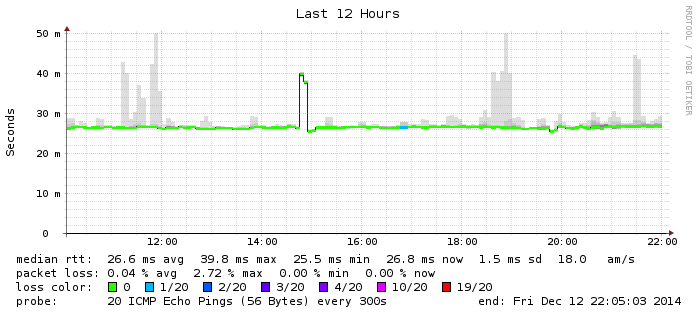 Last 12 Hours
RRDTOOL / TOBI OETIKER
Seconds
50 m
40 m
30 m
20 m
10 m
0
12:00 14:00 16:00 18:00 20:00 22:00
median rtt: 26.6 ms avg 39.8 ms max 25.5 ms min 26.8 ms now 1.5 ms sd 18.0 am/s
packet loss: 0.04 % avg 2.72 % max 0.00 % min 0.00 % now
loss color: 0 1/20 2/20 3/20 4/20 10/20 19/20
probe: 20 ICMP Echo Pings (56 Bytes) every 300s end: Fri Dec 12 22:05:03 2014